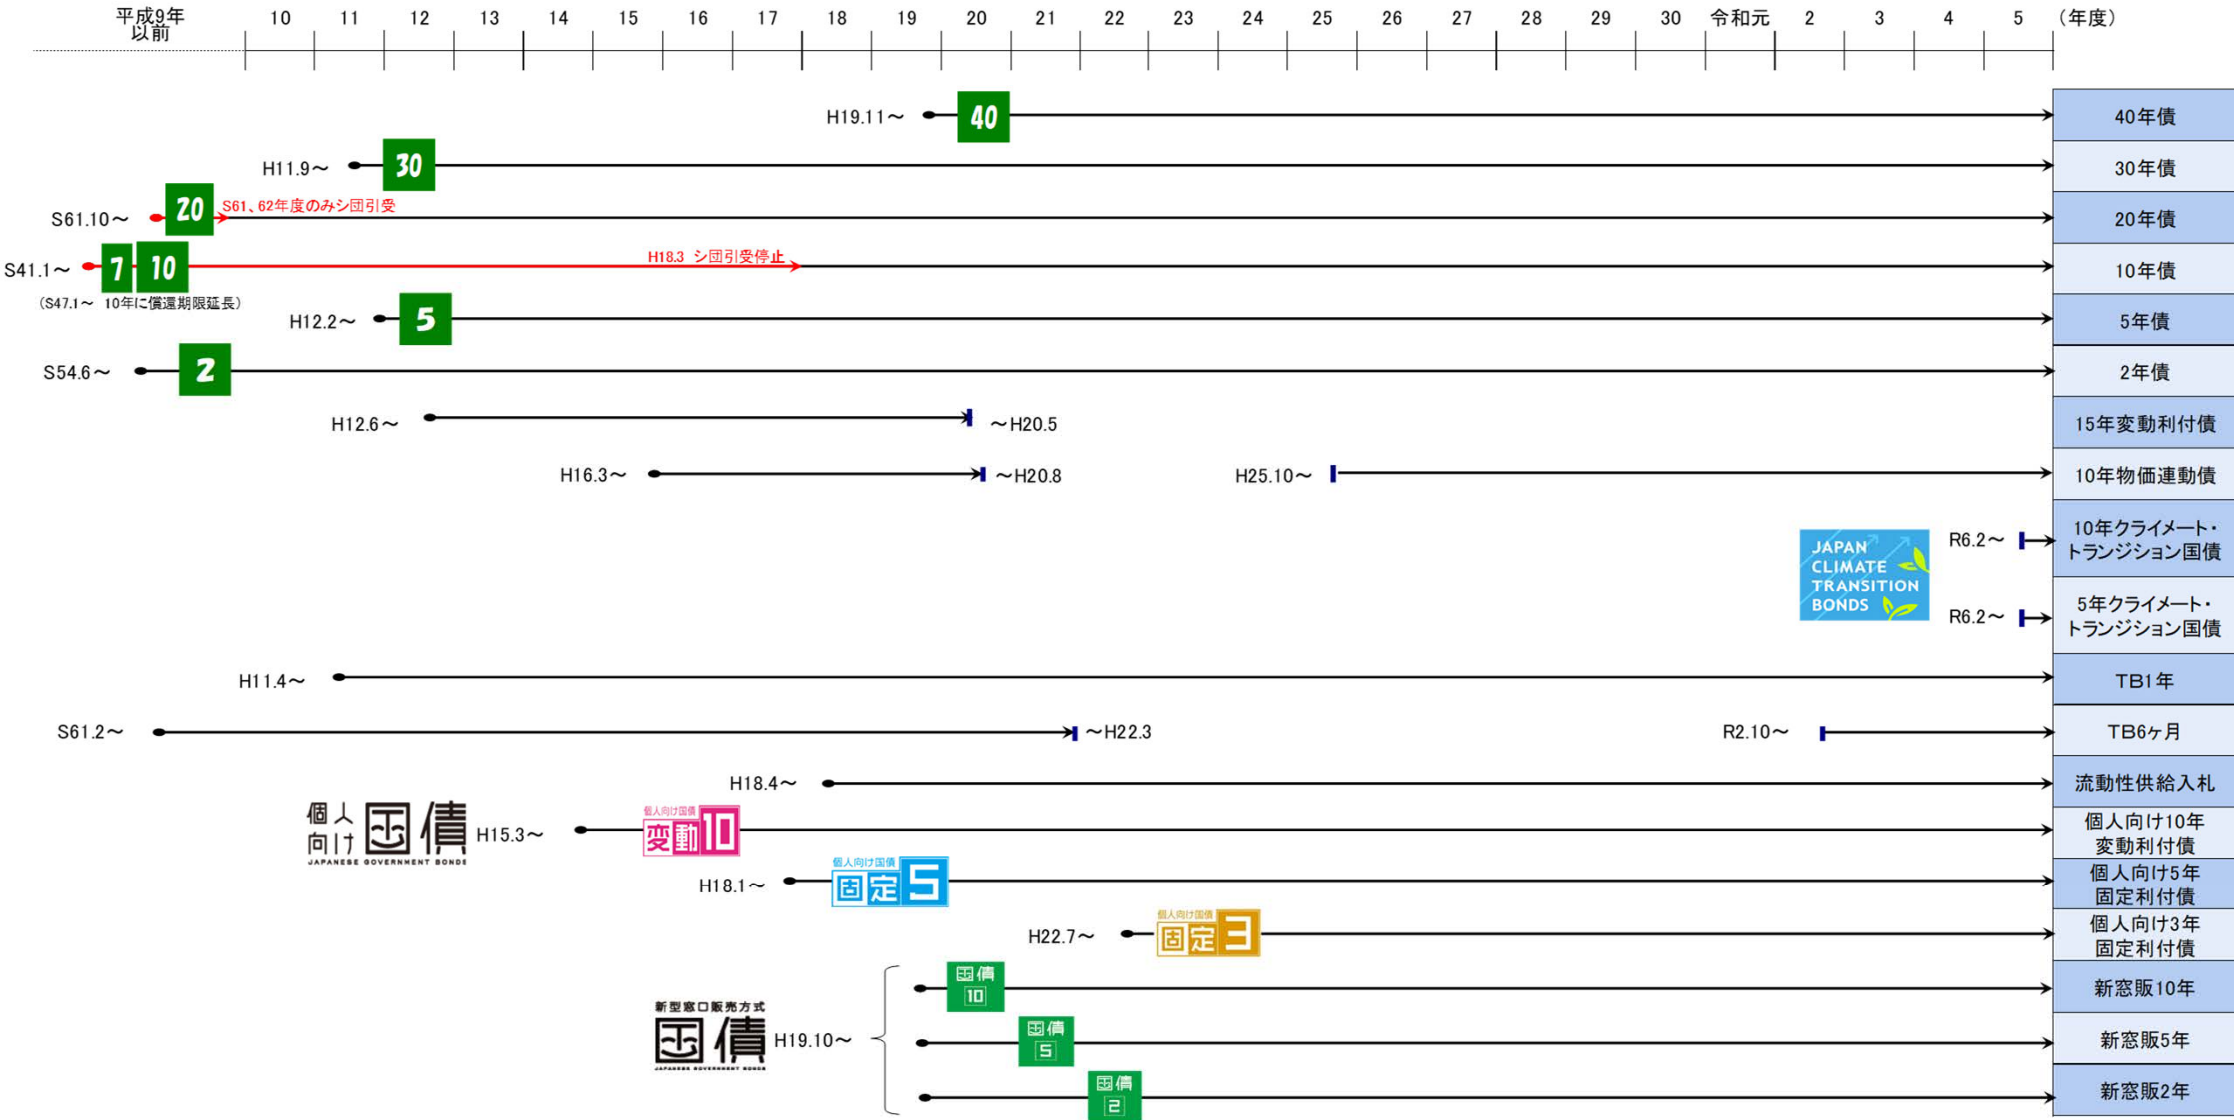 平成9年
以前
10 11 12 13 14 15 16 17 18 19 20 21 22 23 24 25 26 27 28 29 30 令和元 2 3 4 5 （年度）
H19.11～ 40 40年債
H11.9～ 30 30年債
S61.10～ 20 S61、62年度のみシ団引受 20年債
S41.1～ 7 10 H18.3 シ団引受停止 10年債
（S47.1～ 10年に償還期限延長）
H12.2～ 5 5年債
S54.6～ 2 2年債
H12.6～ ～H20.5 15年変動利付債
H16.3～ ～H20.8 H25.10～ 10年物価連動債
JAPAN
CLIMATE
TRANSITION
BONDS
R6.2～ 10年クライメート・
トランジション国債
R6.2～ 5年クライメート・
トランジション国債
H11.4～ TB1年
S61.2～ ～H22.3 R2.10～ TB6ヶ月
H18.4～ 流動性供給入札
個人
向け 国債
JAPANESE GOVERNMENT BONDS
H15.3～
個人向け国債
変動10
個人向け10年
変動利付債
H18.1～
個人向け国債
固定5
個人向け5年
固定利付債
H22.7～
個人向け国債
固定3
個人向け3年
固定利付債
新型窓口販売方式
国債
JAPANESE GOVERNMENT BONDS
H19.10～
国債
10
新窓販10年
国債
5
新窓販5年
国債
2
新窓販2年